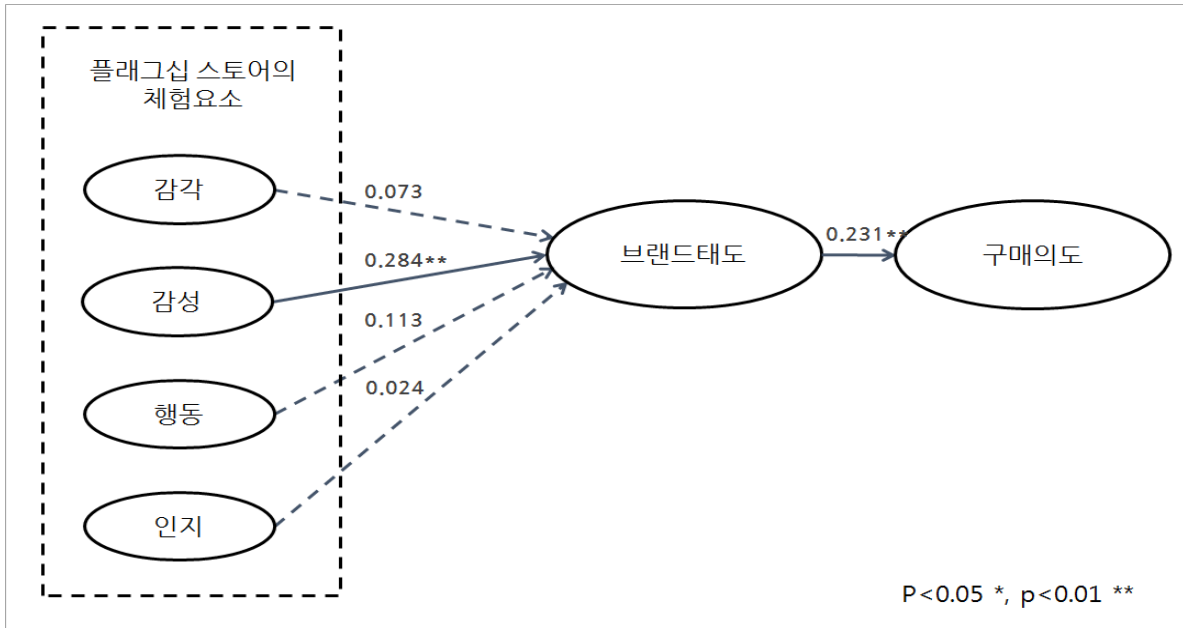 플래그십 스토어의
체험요소
감각
0.073
감성
0.284**
행동
0.113
인지
0.024
브랜드태도
0.231**
구매의도
P<0.05 *, p<0.01 **